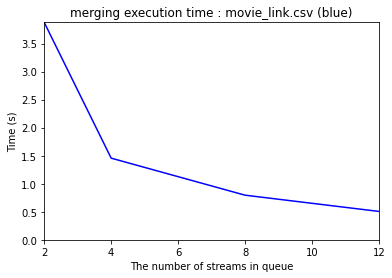 merging execution time : movie_link.csv (blue)
3.5
3.0
2.5
2.0
1.5
1.0
0.5
0.0
Time (s)
2 4 6 8 10 12
The number of streams in queue